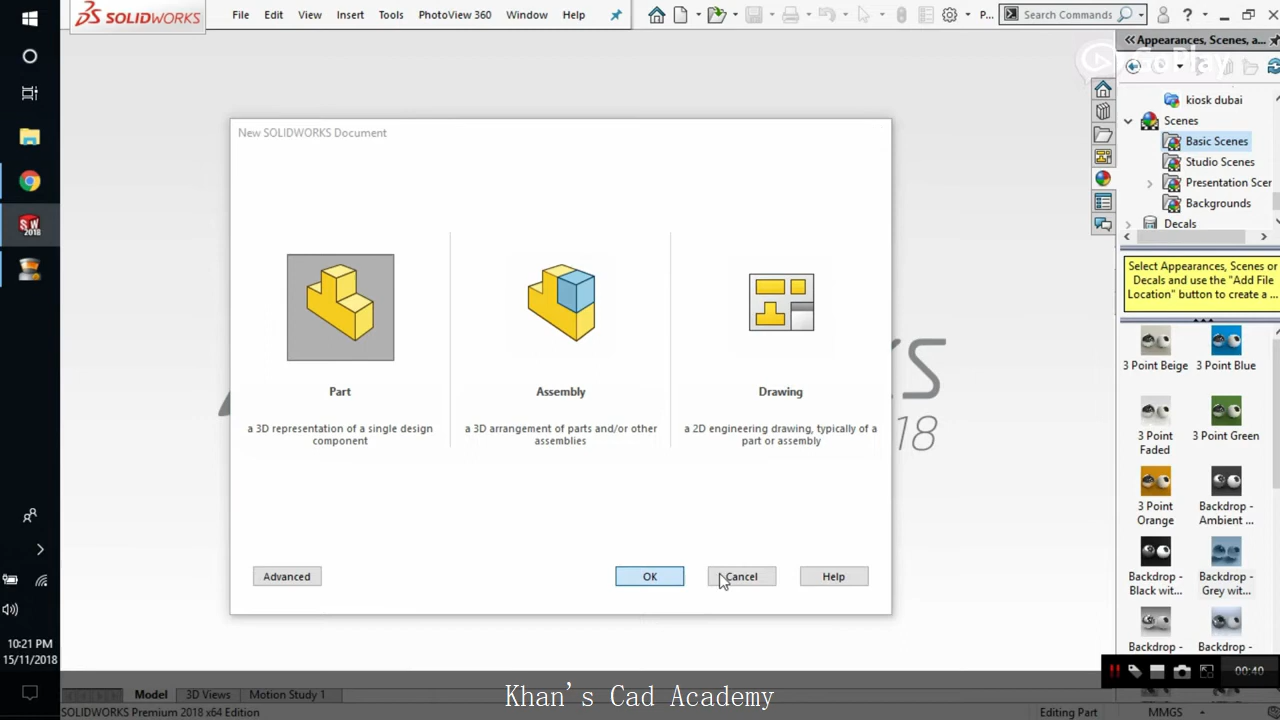 SOLIDWORKS
File Edit View Insert Tools PhotoView 360 Window Help
P...
Search Commands
?
Appearances, Scenes, a...
GoPlay
kiosk dubai
Scenes
Basic Scenes
Studio Scenes
Presentation Scer
Backgrounds
Decals
Select Appearances, Scenes or
Decals and use the "Add File
Location" button to create a ...
3 Point Beige
3 Point Blue
3 Point
Faded
3 Point Green
3 Point
Orange
Backdrop -
Ambient ...
Backdrop -
Black wit...
Backdrop -
Grey wit...
Backdrop -
Backdrop -
New SOLIDWORKS Document
Part
a 3D representation of a single design
component
Assembly
a 3D arrangement of parts and/or other
assemblies
Drawing
a 2D engineering drawing, typically of a
part or assembly
Advanced
OK
Cancel
Help
KS
18
SW
2018
10:21 PM
15/11/2018
00:40
Model 3D Views Motion Study 1
Khan's Cad Academy
SOLIDWORKS Premium 2018 x64 Edition
Editing Part
MMGS